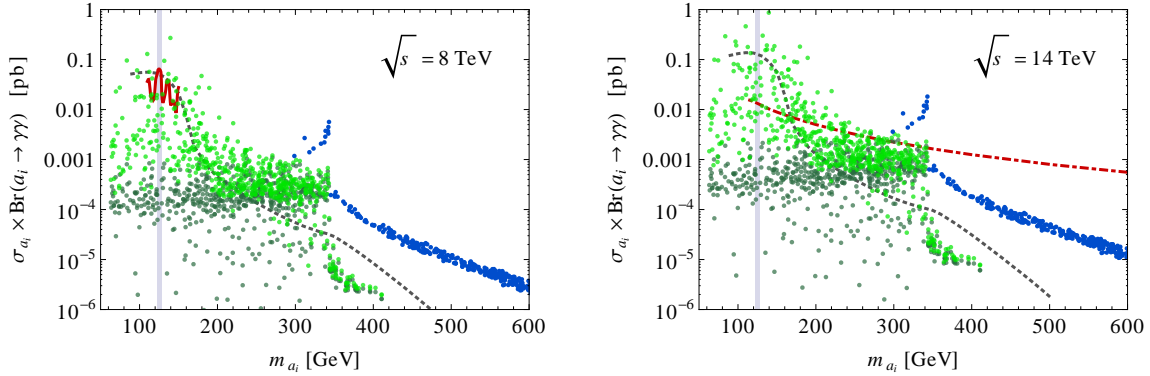 σ_{a_i} × Br(a_i → γγ) [pb]
1
0.1
0.01
0.001
10⁻⁴
10⁻⁵
10⁻⁶
√s = 8 TeV
100 200 300 400 500 600
m_{a_i} [GeV]
σ_{a_i} × Br(a_i → γγ) [pb]
1
0.1
0.01
0.001
10⁻⁴
10⁻⁵
10⁻⁶
√s = 14 TeV
100 200 300 400 500 600
m_{a_i} [GeV]